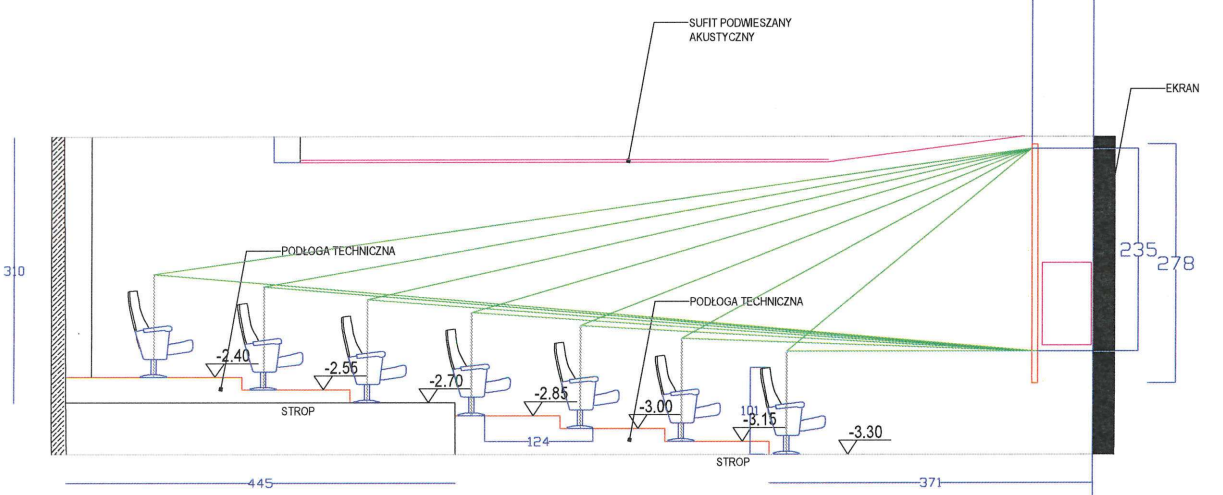 SUFIT PODWIESZANY
AKUSTYCZNY
EKRAN
PODŁOGA TECHNICZNA
235
278
310
PODŁOGA TECHNICZNA
-2.40
-2.55
-2.70
-2.85
-3.00
101
-3.15
-3.30
STROP
124
STROP
445
371